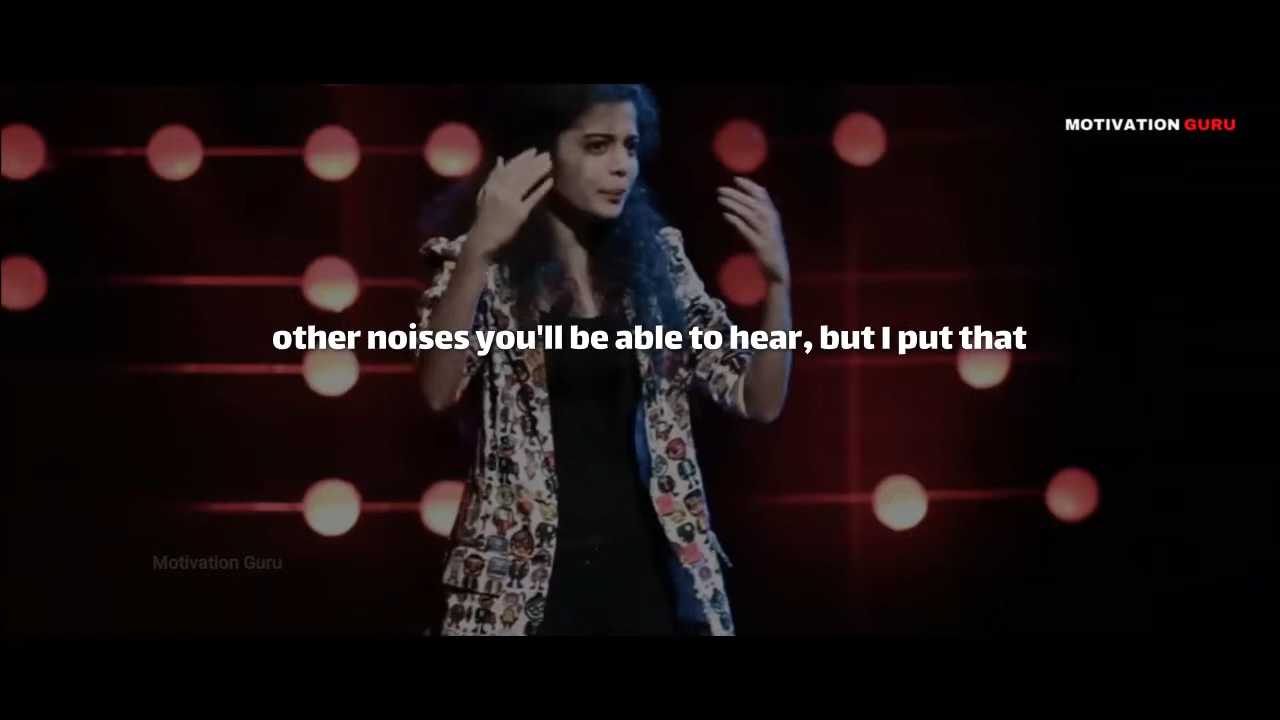 MOTIVATION GURU
other noises you'll be able to hear, but I put that
Motivation Guru